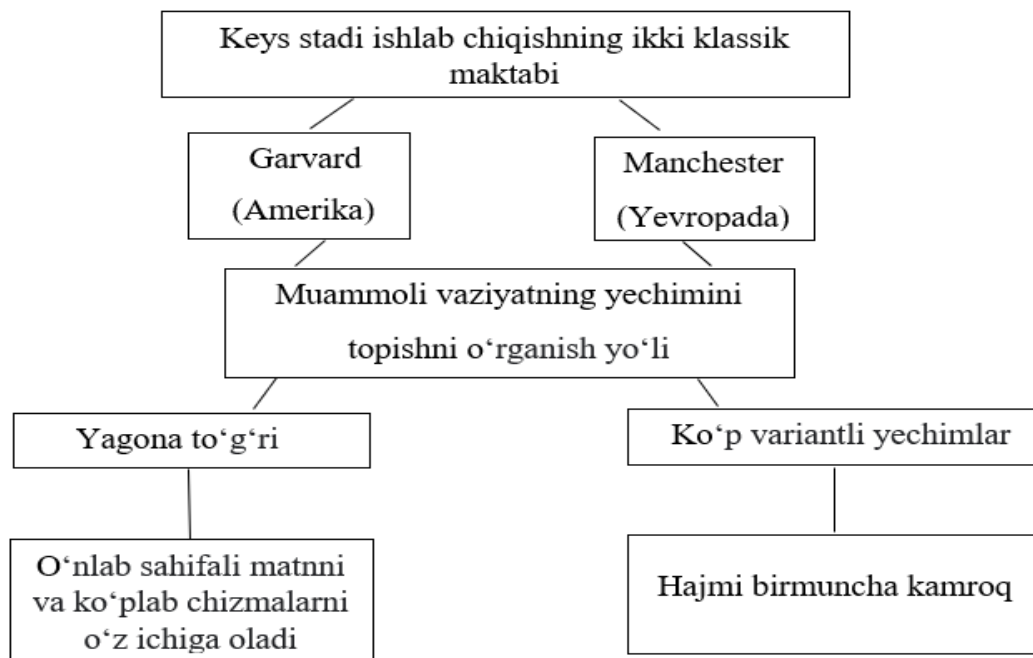 Keys stadi ishlab chiqishning ikki klassik
maktabi
Garvard
(Amerika)
Manchester
(Yevropada)
Muammoli vaziyatning yechimini
topishni o‘rganish yo‘li
Yagona to‘g‘ri
Ko‘p variantli yechimlar
O‘nlab sahifali matnni
va ko‘plab chizmalarni
o‘z ichiga oladi
Hajmi birmuncha kamroq